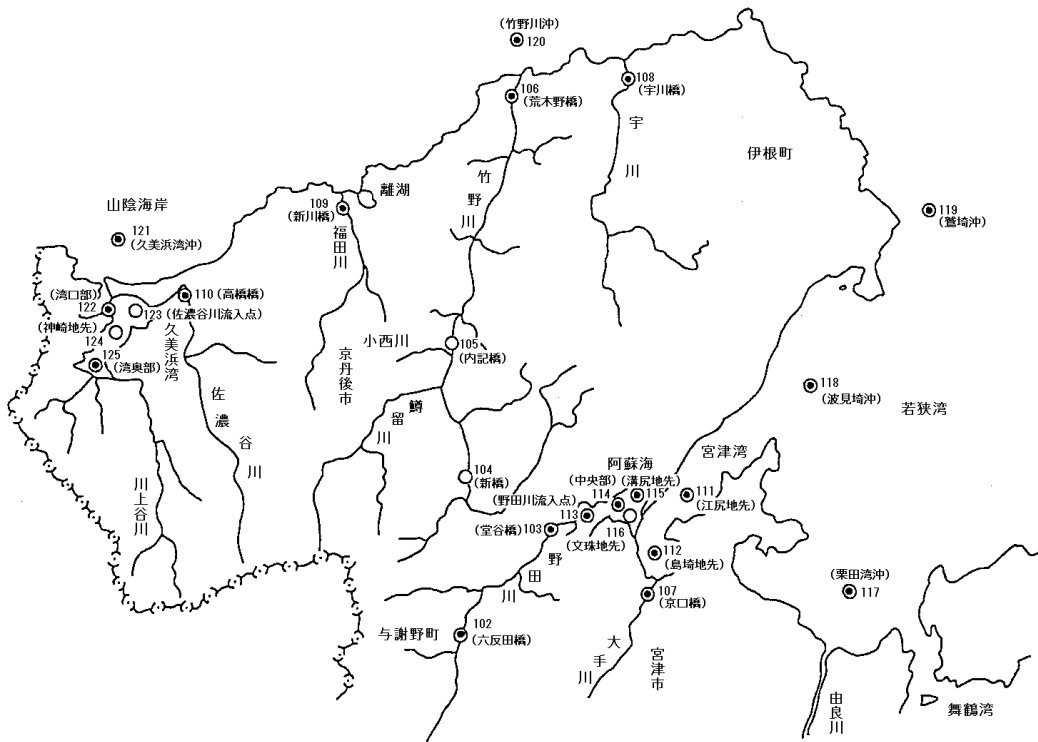 (竹野川沖)
120
108
(宇川橋)
106
(荒木野橋)
宇川
伊根町
竹野川
離湖
山陰海岸
109
(新川橋)
119
(鷲埼沖)
121
(久美浜湾沖)
福田川
(湾口部)
122
110 (高橋橋)
123 (佐濃谷川流入点)
(神崎地先)
124
久美浜湾
125
(湾奥部)
小西川
105
(内記橋)
京丹後市
118
(波見埼沖)
若狭湾
佐濃谷川
鱒留川
宮津湾
阿蘇海
104
(新橋)
(中央部)
(溝尻地先)
114
115
111
(江尻地先)
(野田川流入点)
113
川上谷川
(堂谷橋)
103
116
(文珠地先)
112
(島埼地先)
野田川
(栗田湾沖)
117
107
(京口橋)
与謝野町
102
(六反田橋)
大手川
宮津市
由良川
舞鶴湾